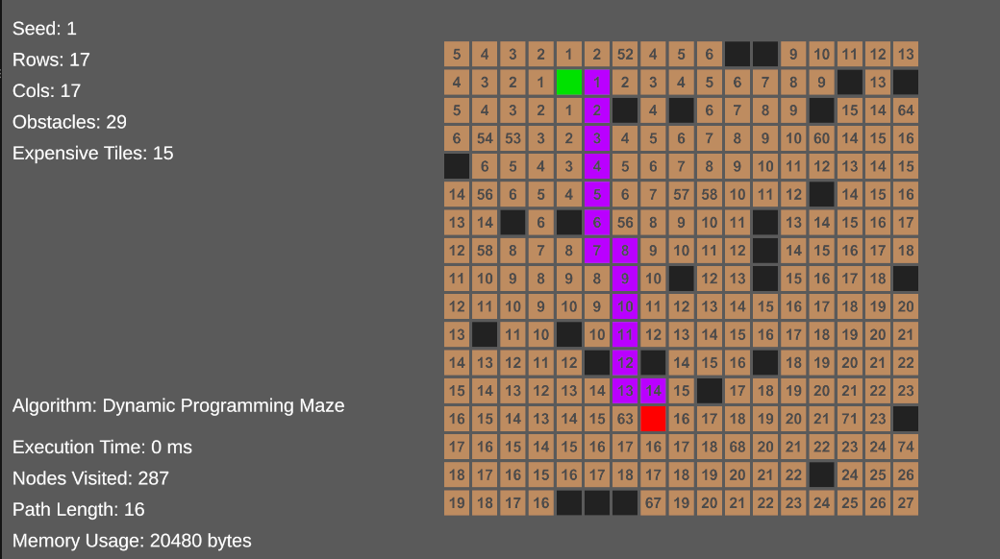 Seed: 1
Rows: 17
Cols: 17
Obstacles: 29
Expensive Tiles: 15
5 4 3 2 1 2 52 4 5 6 9 10 11 12 13
4 3 2 1 1 2 3 4 5 6 7 8 9 13
5 4 3 2 1 2 4 6 7 8 9 15 14 64
6 54 53 3 2 3 4 5 6 7 8 9 10 60 14 15 16
6 5 4 3 4 5 6 7 8 9 10 11 12 13 14 15
14 56 6 5 4 5 6 7 57 58 10 11 12 14 15 16
13 14 6 6 56 8 9 10 11 13 14 15 16 17
12 58 8 7 8 7 8 9 10 11 12 14 15 16 17 18
11 10 9 8 9 8 9 10 12 13 15 16 17 18
12 11 10 9 10 9 10 11 12 13 14 15 16 17 18 19 20
13 11 10 10 11 12 13 14 15 16 17 18 19 20 21
14 13 12 11 12 12 14 15 16 18 19 20 21 22
15 14 13 12 13 14 13 14 15 17 18 19 20 21 22 23
16 15 14 13 14 15 63 16 17 18 19 20 21 71 23
17 16 15 14 15 16 17 16 17 18 68 20 21 22 23 24 74
18 17 16 15 16 17 18 17 18 19 20 21 22 24 25 26
19 18 17 16 67 19 20 21 22 23 24 25 26 27
Algorithm: Dynamic Programming Maze
Execution Time: 0 ms
Nodes Visited: 287
Path Length: 16
Memory Usage: 20480 bytes